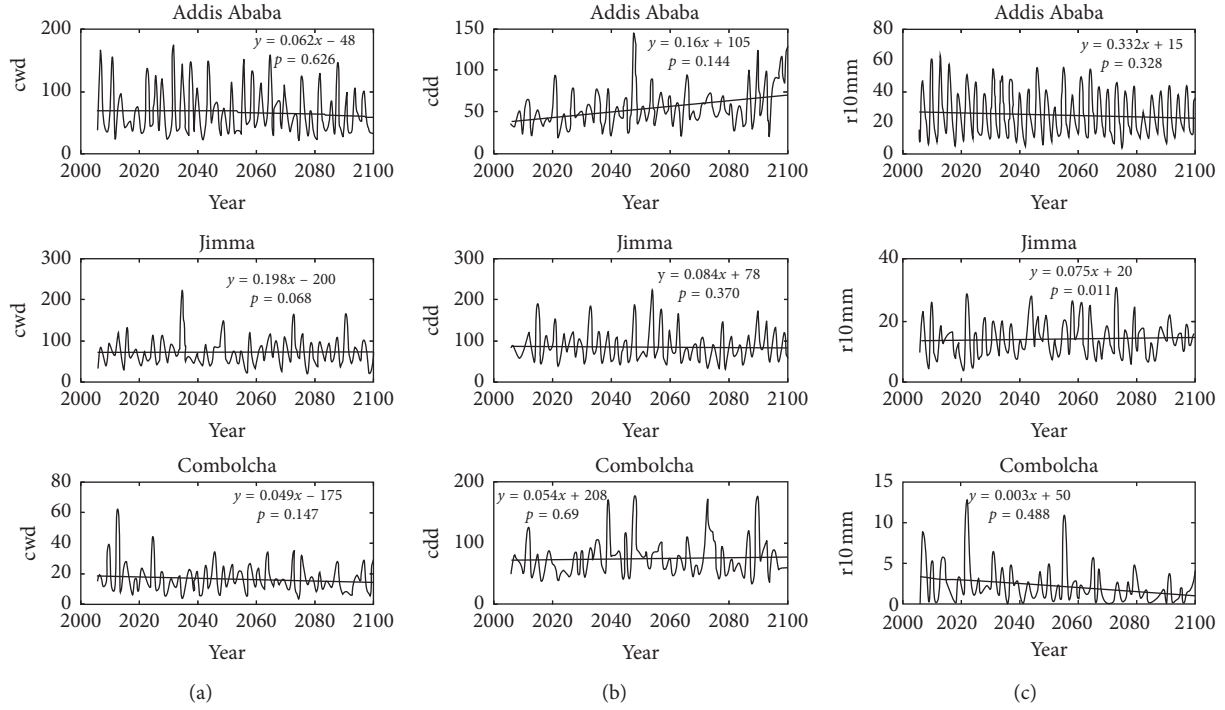 Addis Ababa
200
y = 0.062x – 48
p = 0.626
cwd
100
0
2000 2020 2040 2060 2080 2100
Year
Jimma
300
y = 0.198x – 200
p = 0.068
200
cwd
100
0
2000 2020 2040 2060 2080 2100
Year
Combolcha
80
y = 0.049x – 175
60
p = 0.147
cwd
40
20
0
2000 2020 2040 2060 2080 2100
Year
(a)
Addis Ababa
150
y = 0.16x + 105
p = 0.144
100
cdd
50
0
2000 2020 2040 2060 2080 2100
Year
Jimma
300
y = 0.084x + 78
p = 0.370
200
cdd
100
0
2000 2020 2040 2060 2080 2100
Year
Combolcha
200
y = 0.054x + 208
p = 0.69
cdd
100
0
2000 2020 2040 2060 2080 2100
Year
(b)
Addis Ababa
80
y = 0.332x + 15
p = 0.328
60
r10 mm
40
20
0
2000 2020 2040 2060 2080 2100
Year
Jimma
40
y = 0.075x + 20
p = 0.011
r10 mm
20
0
2000 2020 2040 2060 2080 2100
Year
Combolcha
15
y = 0.003x + 50
p = 0.488
10
r10 mm
5
0
2000 2020 2040 2060 2080 2100
Year
(c)